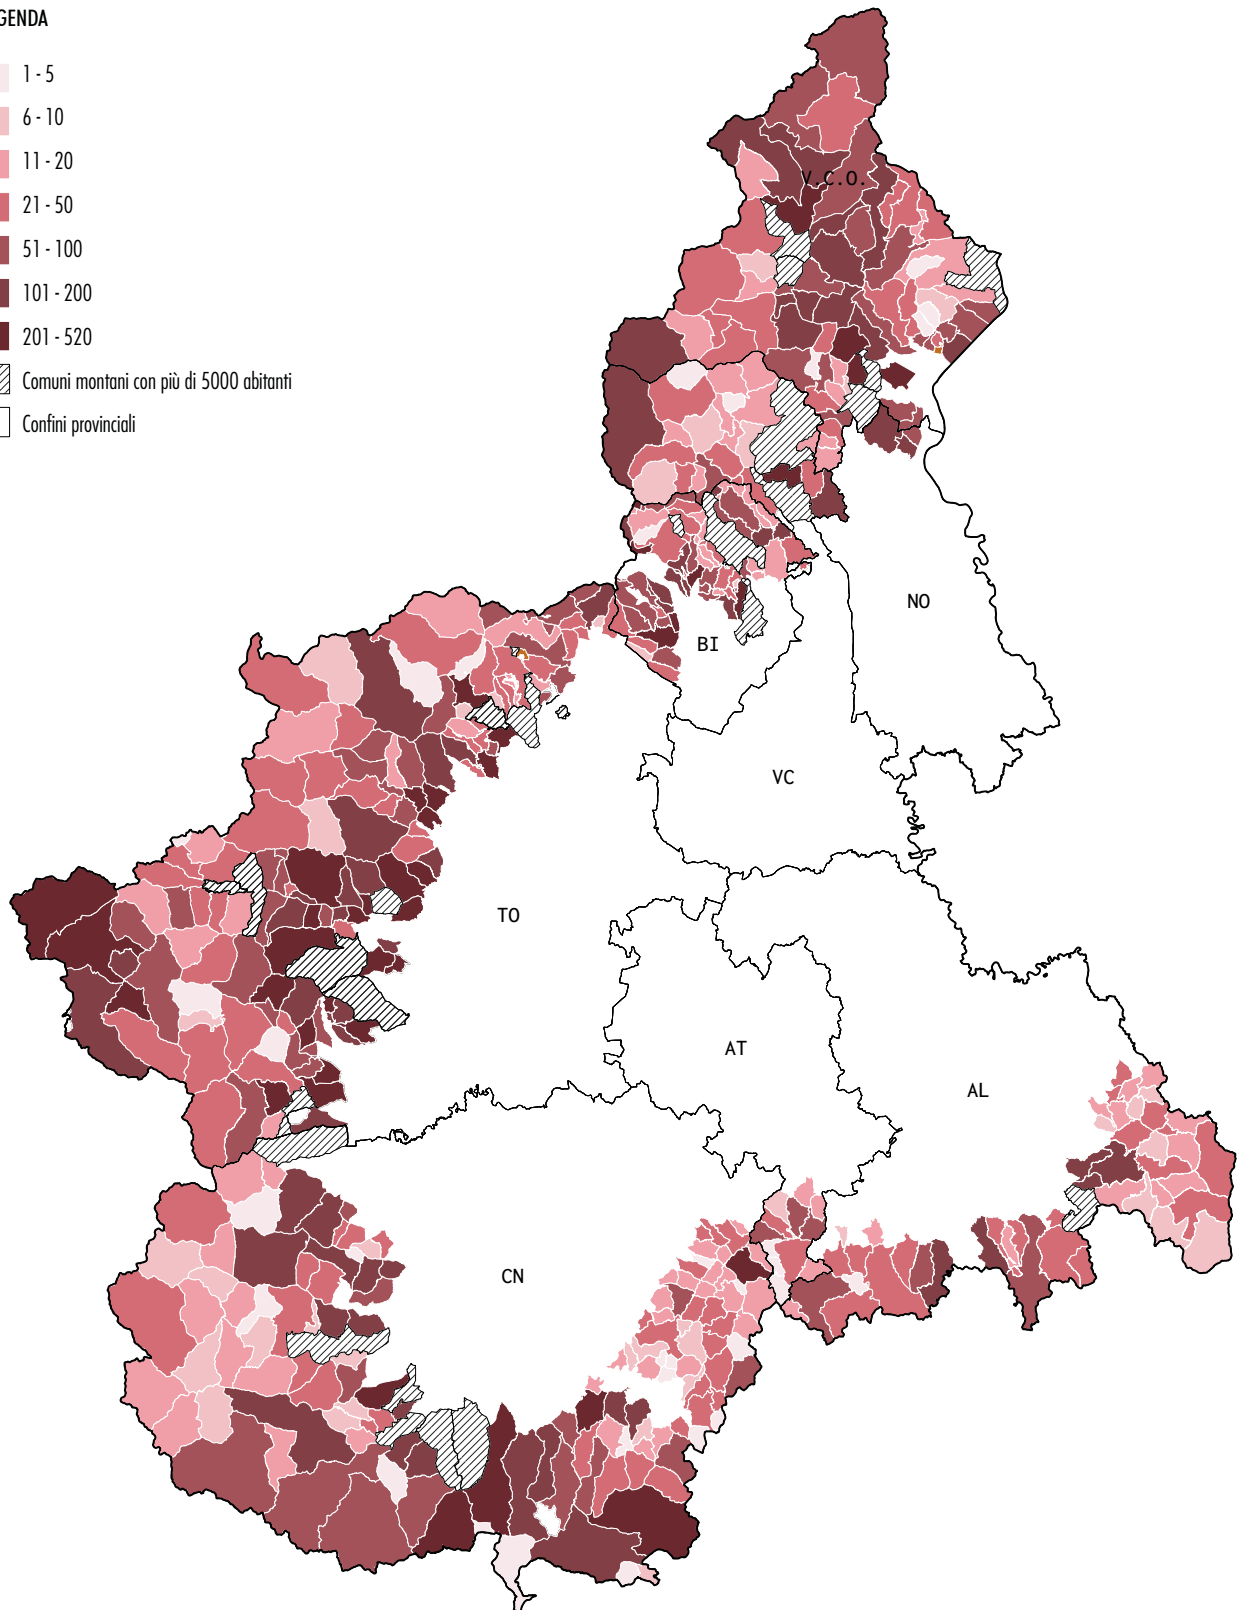 GENDA
1 - 5
6 - 10
11 - 20
21 - 50
51 - 100
101 - 200
201 - 520
Comuni montani con più di 5000 abitanti
Confini provinciali
V.C.O.
NO
BI
VC
TO
AT
AL
CN